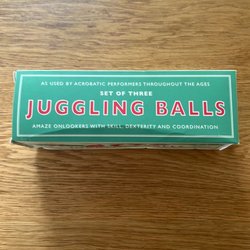 AS USED BY ACROBATIC PERFORMERS THROUGHOUT THE AGES
SET OF THREE
JUGGLING BALLS
AMAZE ONLOOKERS WITH SKILL, DEXTERITY AND COORDINATION